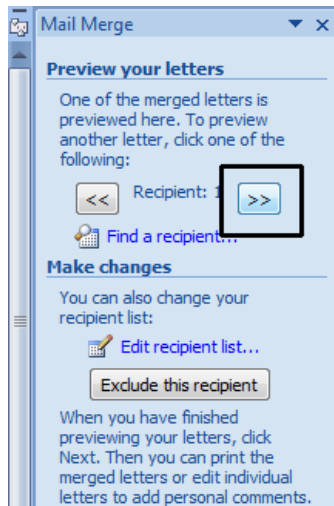 Mail Merge
Preview your letters
One of the merged letters is
previewed here. To preview
another letter, click one of the
following:
<< Recipient: 1 >>
Find a recipient...
Make changes
You can also change your
recipient list:
Edit recipient list...
Exclude this recipient
When you have finished
previewing your letters, click
Next. Then you can print the
merged letters or edit individual
letters to add personal comments.